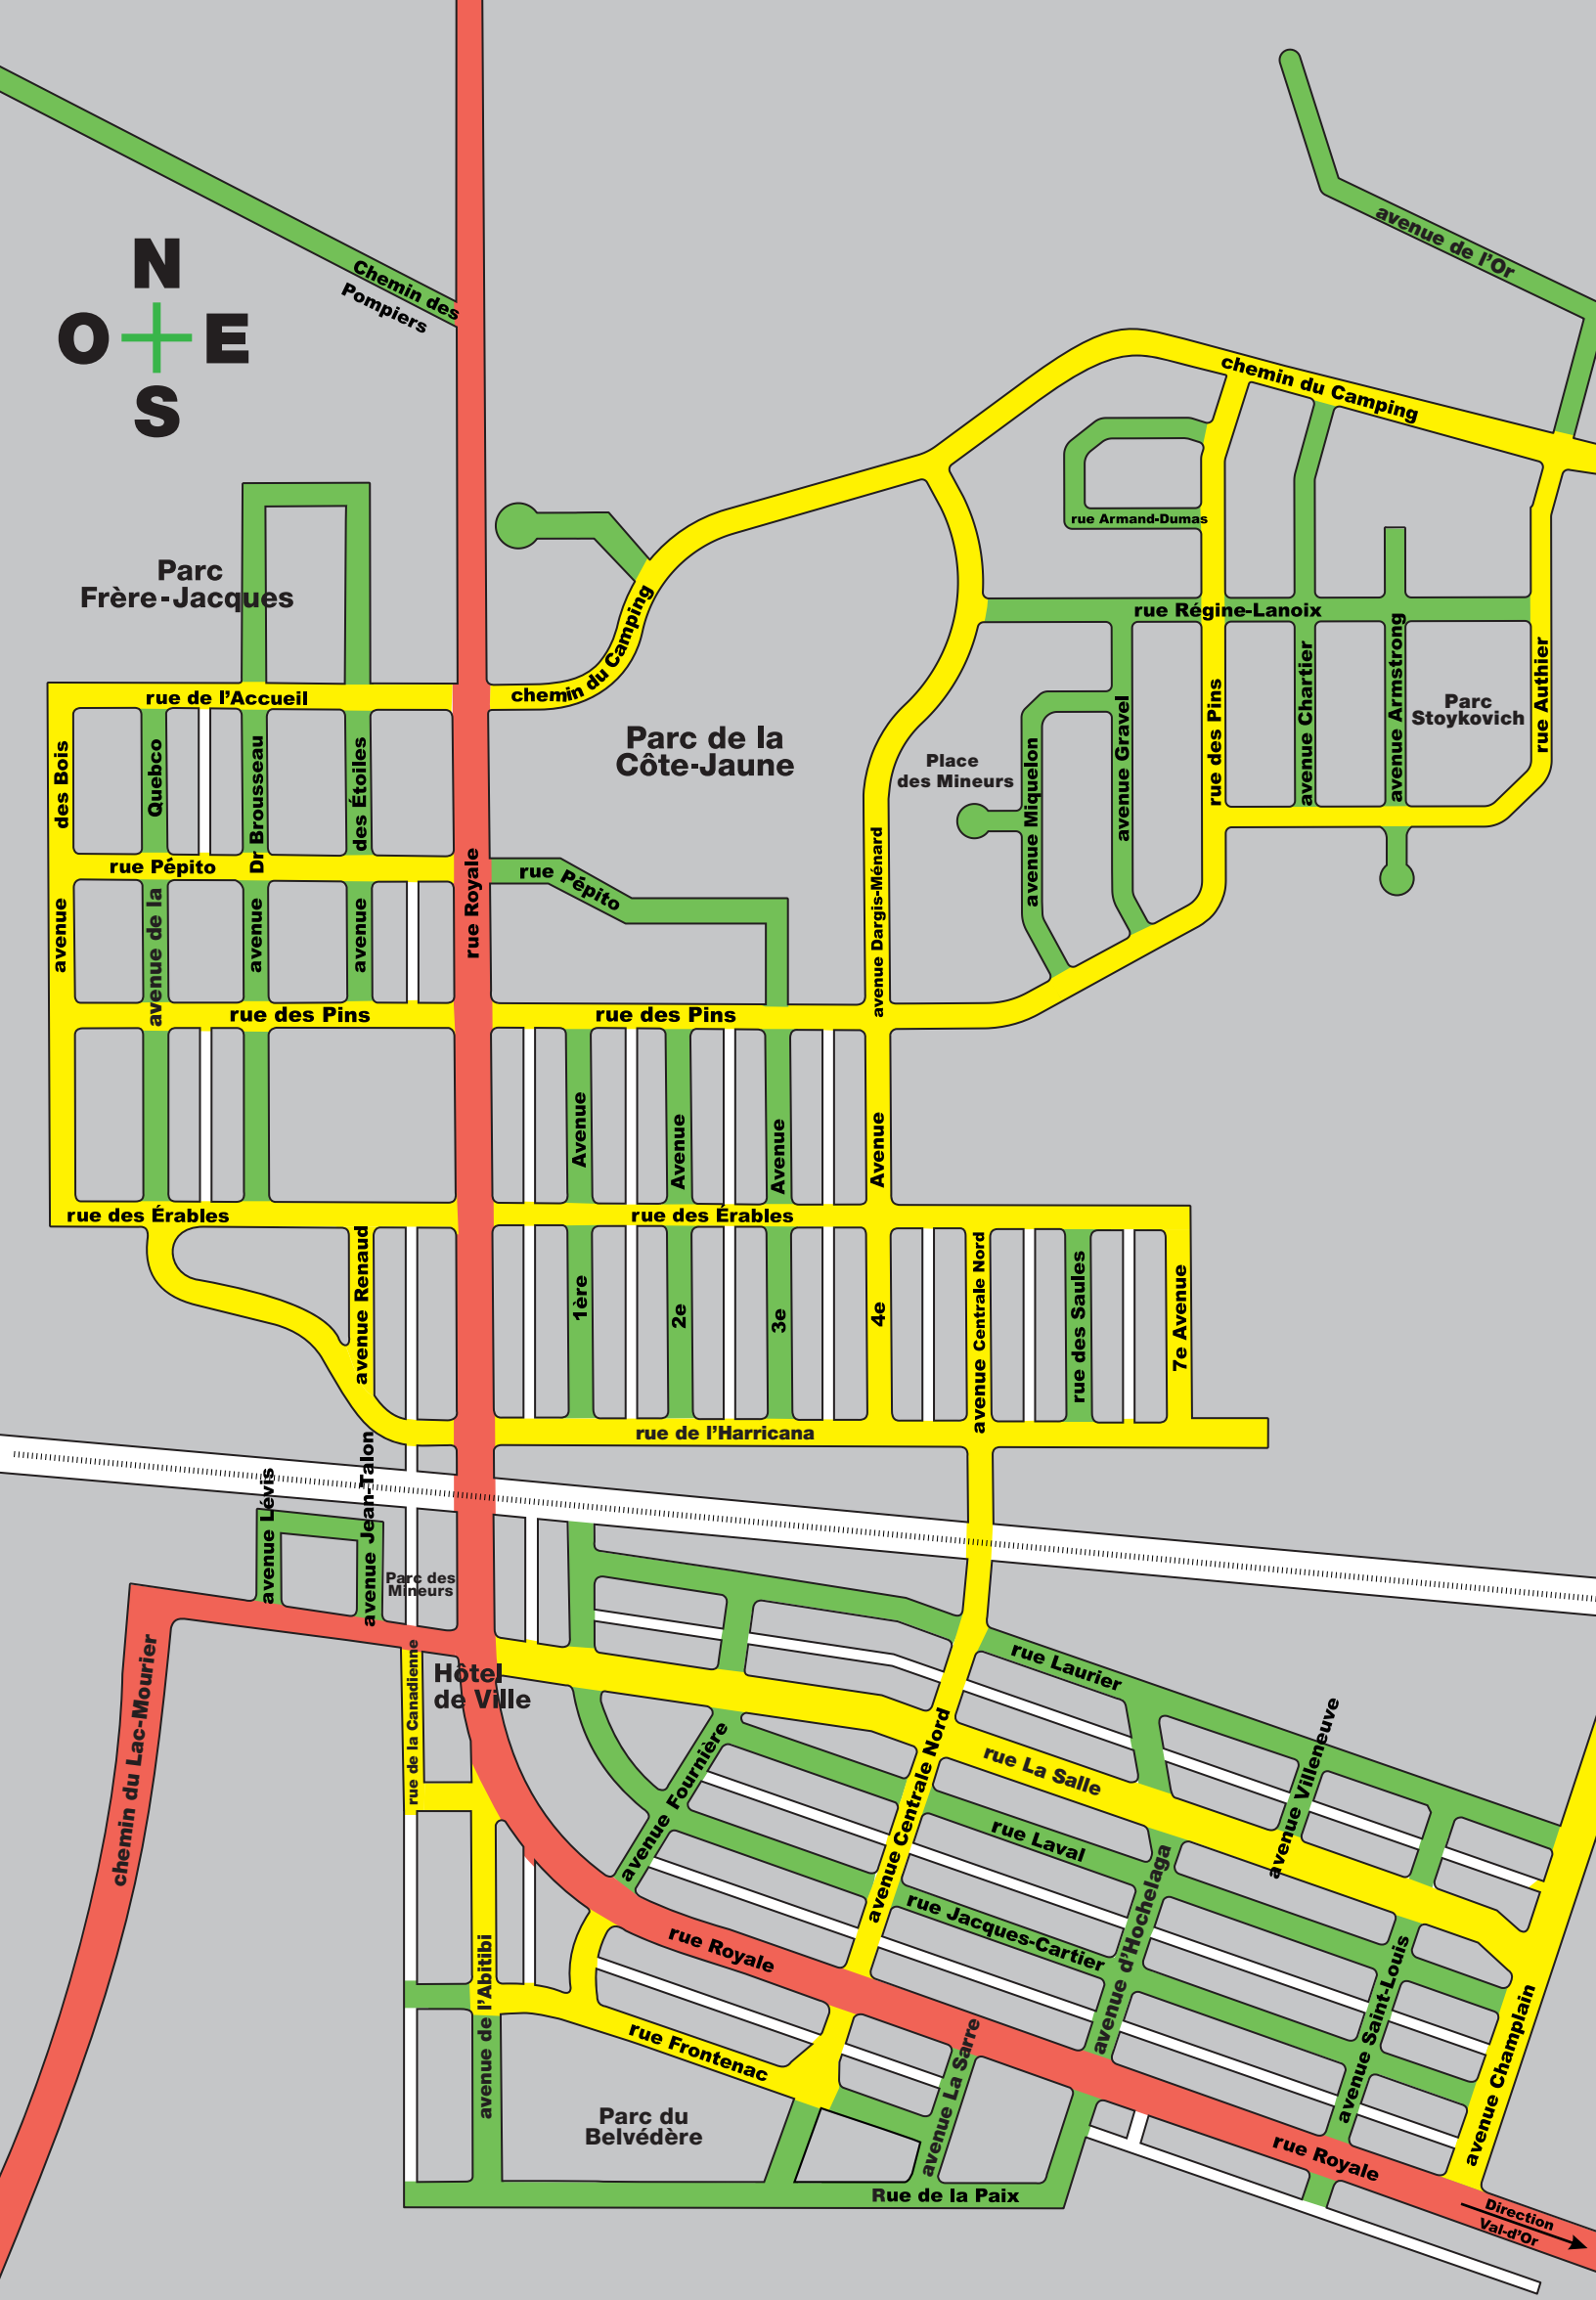 avenue de l'Or
N
O E
S
Chemin des
Pompiers
chemin du Camping
rue Armand-Dumas
Parc
Frère-Jacques
rue Régine-Lanoix
chemin du Camping
rue de l'Accueil
Parc de la
Côte-Jaune
Place
des Mineurs
Parc
Stoykovich
avenue des Bois
avenue de la Quebco
avenue Dr Brousseau
avenue des Étoiles
rue Royale
avenue Dargis-Ménard
avenue Miquelon
avenue Gravel
rue des Pins
avenue Chartier
avenue Armstrong
rue Authier
rue Pépito
rue Pépito
rue des Pins
rue des Pins
1ère Avenue
2e Avenue
3e Avenue
4e Avenue
rue des Érables
rue des Érables
avenue Renaud
avenue Centrale Nord
rue des Saules
7e Avenue
rue de l'Harricana
avenue Lévis
avenue Jean-Talon
Parc des
Mineurs
chemin du Lac-Mourier
rue de la Canadienne
Hôtel
de Ville
rue Laurier
avenue Fournière
avenue Centrale Nord
rue La Salle
avenue Villeneuve
rue Laval
rue Jacques-Cartier
avenue d'Hochelaga
rue Royale
avenue de l'Abitibi
avenue Saint-Louis
avenue Champlain
rue Frontenac
avenue La Sarre
Parc du
Belvédère
rue Royale
Rue de la Paix
Direction
Val-d'Or